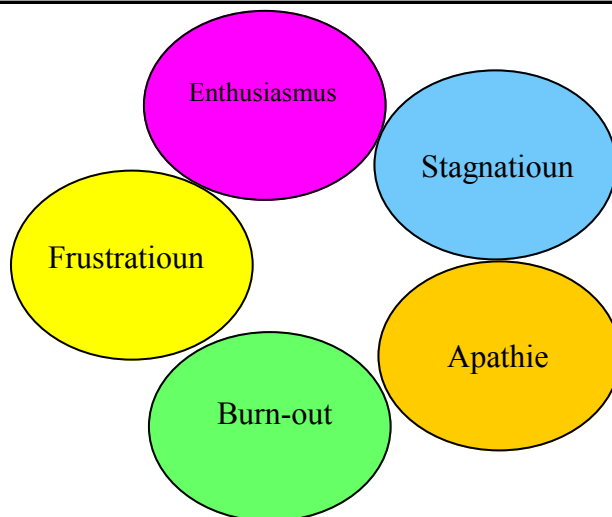 Enthusiasmus
Stagnatioun
Frustratioun
Apathie
Burn-out